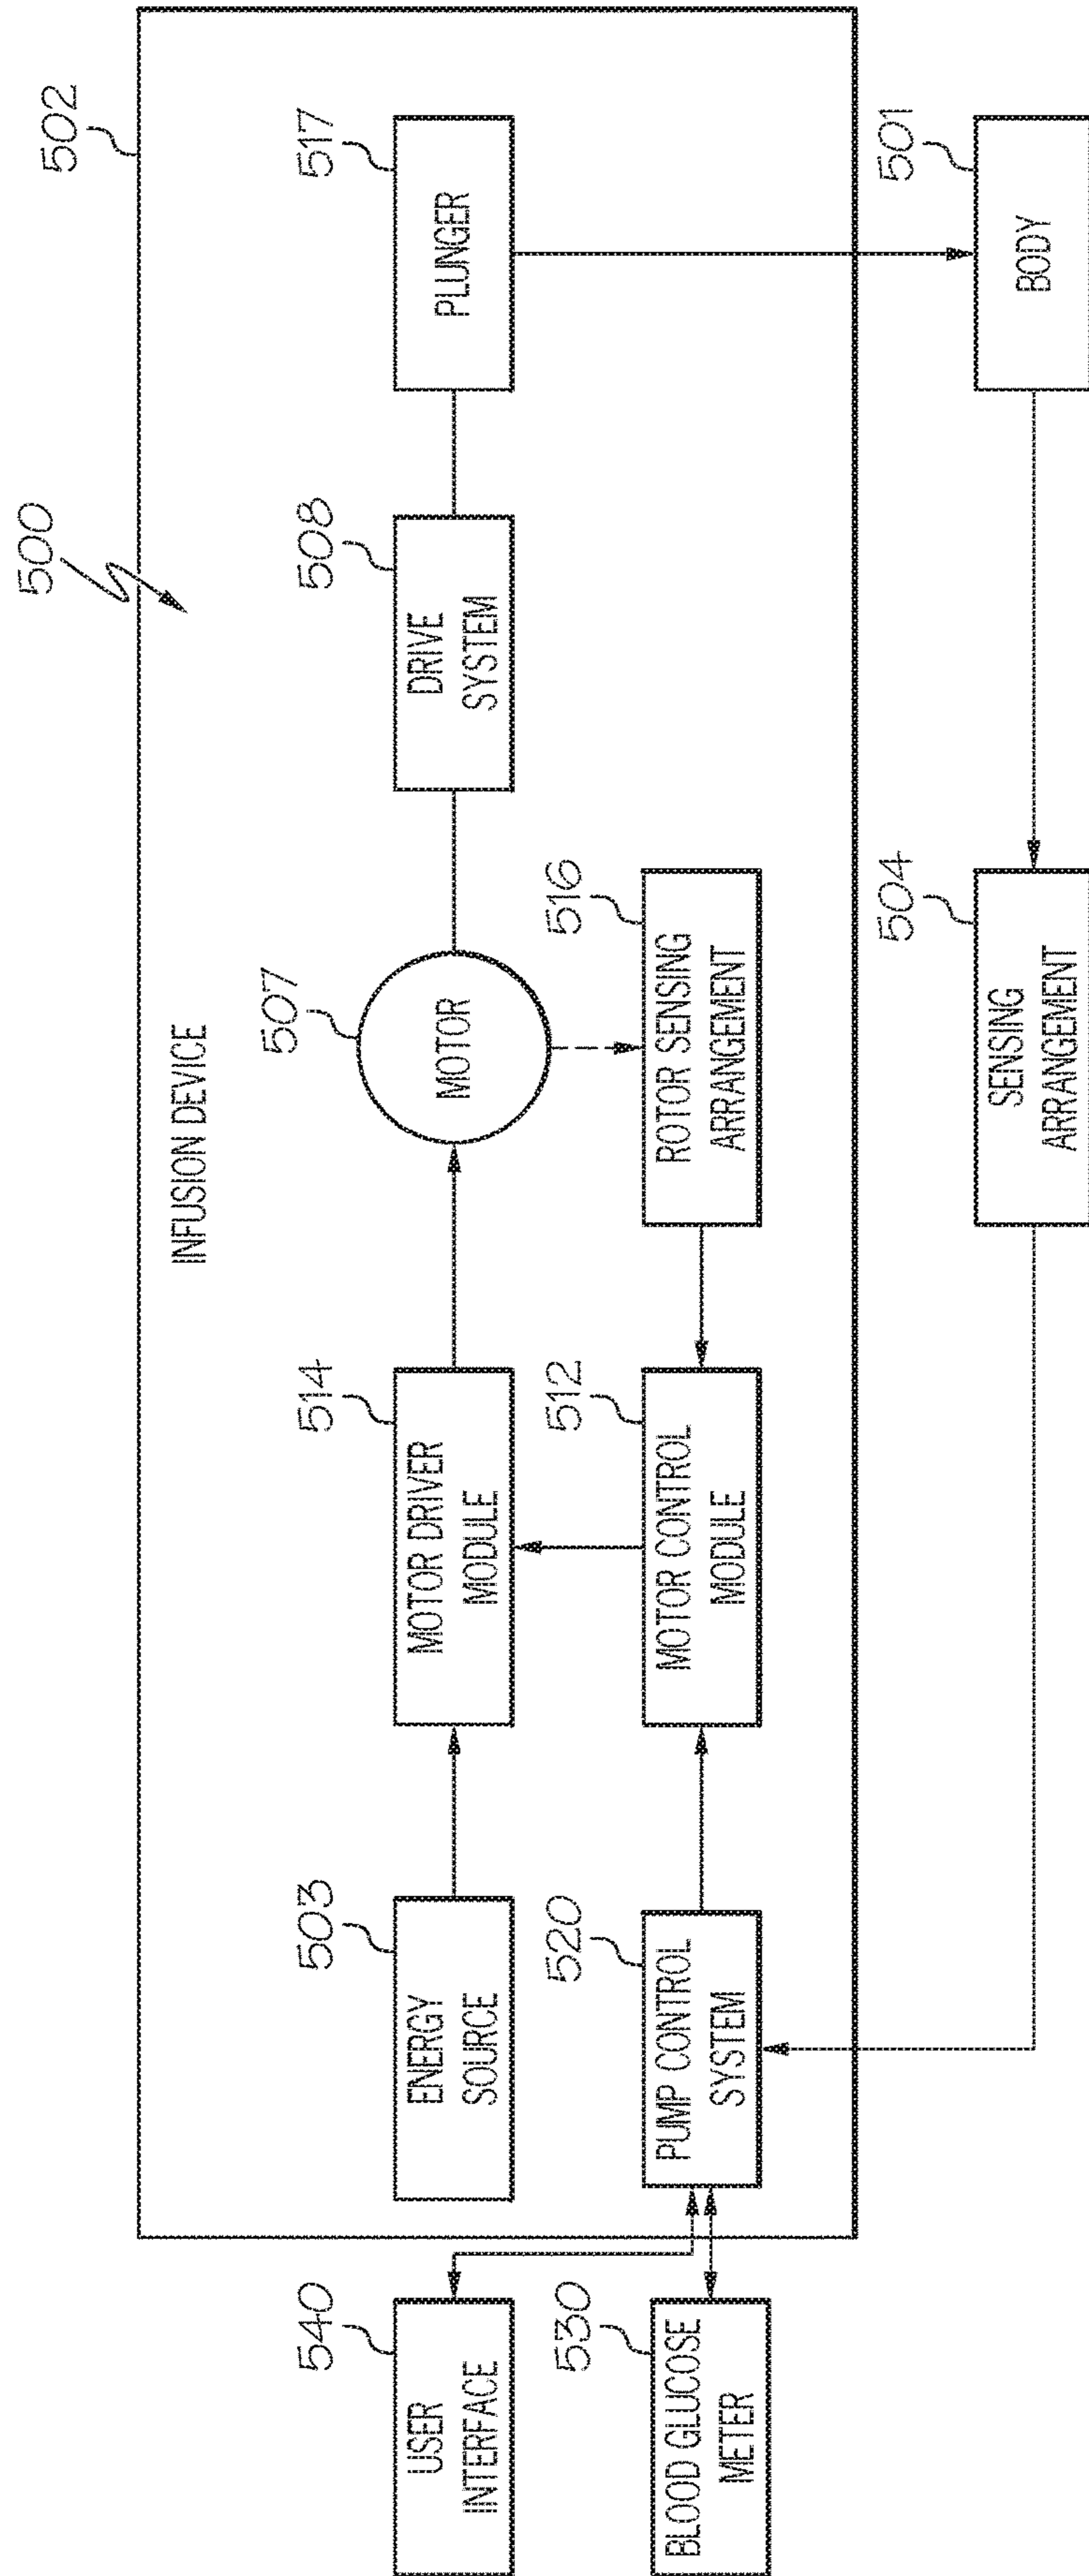 500
502
INFUSION DEVICE
540
USER
INTERFACE
503
ENERGY
SOURCE
514
MOTOR DRIVER
MODULE
507
MOTOR
508
DRIVE
SYSTEM
517
PLUNGER
530
BLOOD GLUCOSE
METER
520
PUMP CONTROL
SYSTEM
512
MOTOR CONTROL
MODULE
516
ROTOR SENSING
ARRANGEMENT
504
SENSING
ARRANGEMENT
501
BODY